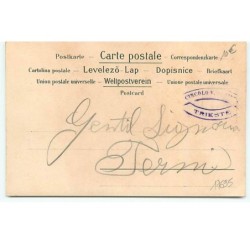 Postkarte — Carte postale — Correspondenzkarte
Cartolina postale — Levelező-Lap — Dopisnice — Briefkaart
Union postale universelle — Weltpostverein — Unione postale universale
Postcard
TRIESTE
Gentil Signora
Terni